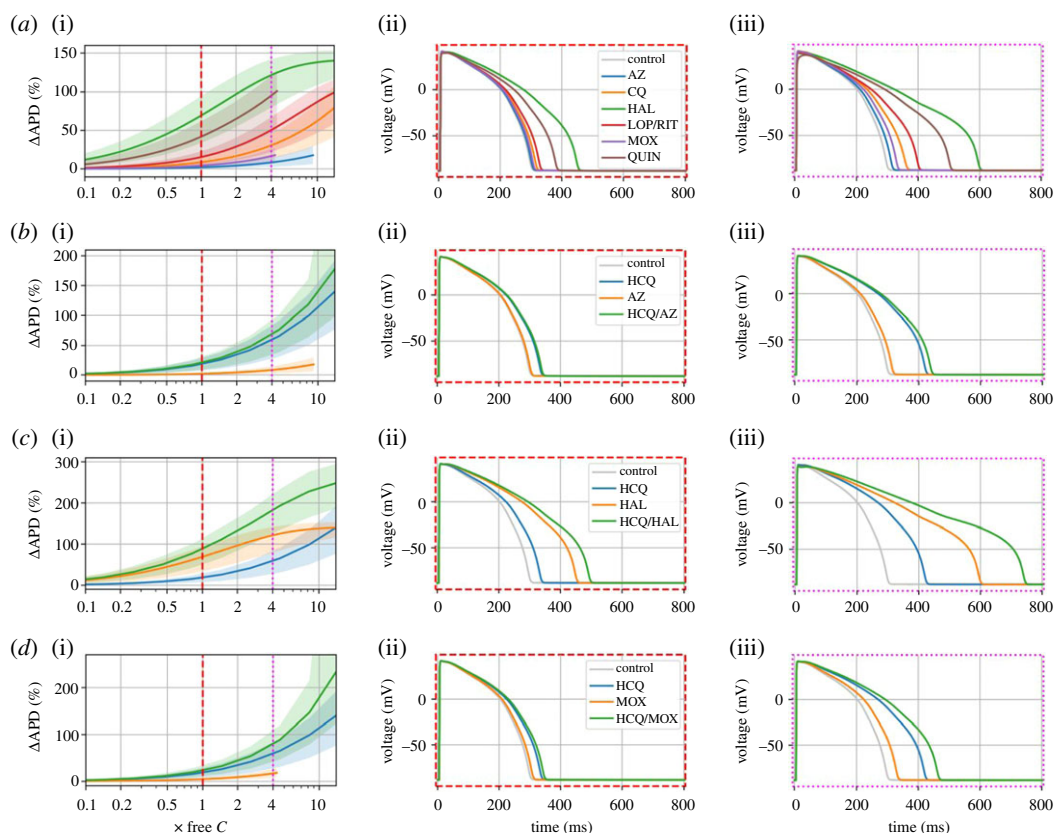 (a) (i) (ii) (iii)
150
100
50
0
ΔAPD (%)
0.1 0.2 0.5 1 2 4 10
0
−50
voltage (mV)
control
AZ
CQ
HAL
LOP/RIT
MOX
QUIN
0 200 400 600 800
0
−50
voltage (mV)
0 200 400 600 800
(b) (i) (ii) (iii)
200
150
100
50
0
ΔAPD (%)
0.1 0.2 0.5 1 2 4 10
0
−50
voltage (mV)
control
HCQ
AZ
HCQ/AZ
0 200 400 600 800
0
−50
voltage (mV)
0 200 400 600 800
(c) (i) (ii) (iii)
300
200
100
0
ΔAPD (%)
0.1 0.2 0.5 1 2 4 10
0
−50
voltage (mV)
control
HCQ
HAL
HCQ/HAL
0 200 400 600 800
0
−50
voltage (mV)
0 200 400 600 800
(d) (i) (ii) (iii)
200
100
0
ΔAPD (%)
0.1 0.2 0.5 1 2 4 10
× free C
0
−50
voltage (mV)
control
HCQ
MOX
HCQ/MOX
0 200 400 600 800
time (ms)
0
−50
voltage (mV)
0 200 400 600 800
time (ms)